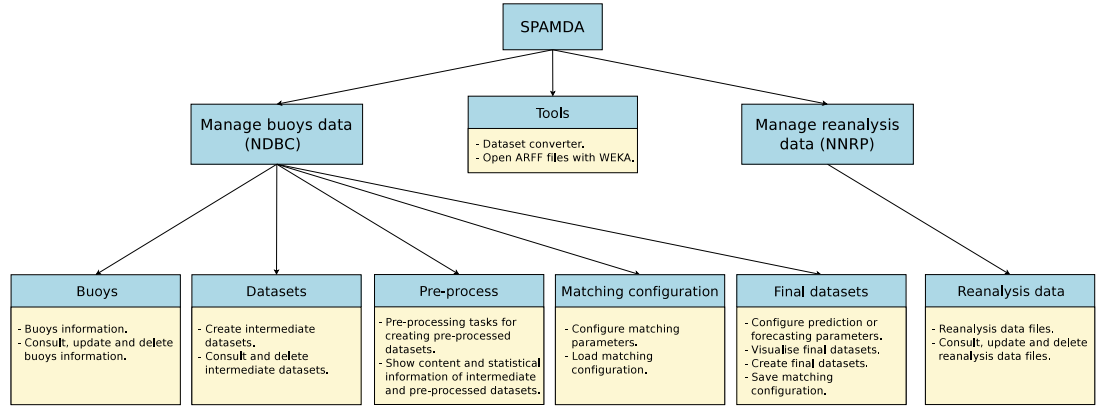 SPAMDA
Manage buoys data
(NDBC)
Tools
- Dataset converter.
- Open ARFF files with WEKA.
Manage reanalysis
data (NNRP)
Buoys
- Buoys information.
- Consult, update and delete
buoys information.
Datasets
- Create intermediate
datasets.
- Consult and delete
intermediate datasets.
Pre-process
- Pre-processing tasks for
creating pre-processed
datasets.
- Show content and statistical
information of intermediate
and pre-processed datasets.
Matching configuration
- Configure matching
parameters.
- Load matching
configuration.
Final datasets
- Configure prediction or
forecasting parameters.
- Visualise final datasets.
- Create final datasets.
- Save matching
configuration.
Reanalysis data
- Reanalysis data files.
- Consult, update and delete
reanalysis data files.